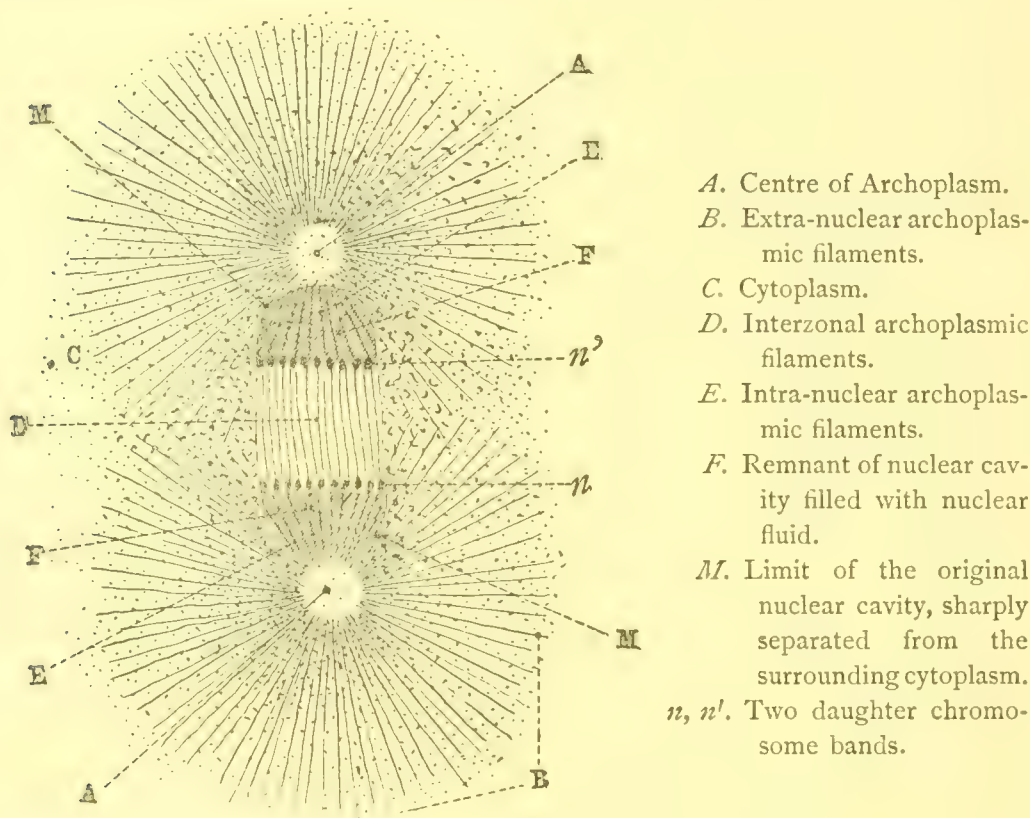 A
M
E
F
n'
C
D
n
F
M
E
B
A
A. Centre of Archoplasm.
B. Extra-nuclear archoplas-
mic filaments.
C. Cytoplasm.
D. Interzonal archoplasmic
filaments.
E. Intra-nuclear archoplas-
mic filaments.
F. Remnant of nuclear cav-
ity filled with nuclear
fluid.
M. Limit of the original
nuclear cavity, sharply
separated from the
surrounding cytoplasm.
n, n'. Two daughter chromo-
some bands.